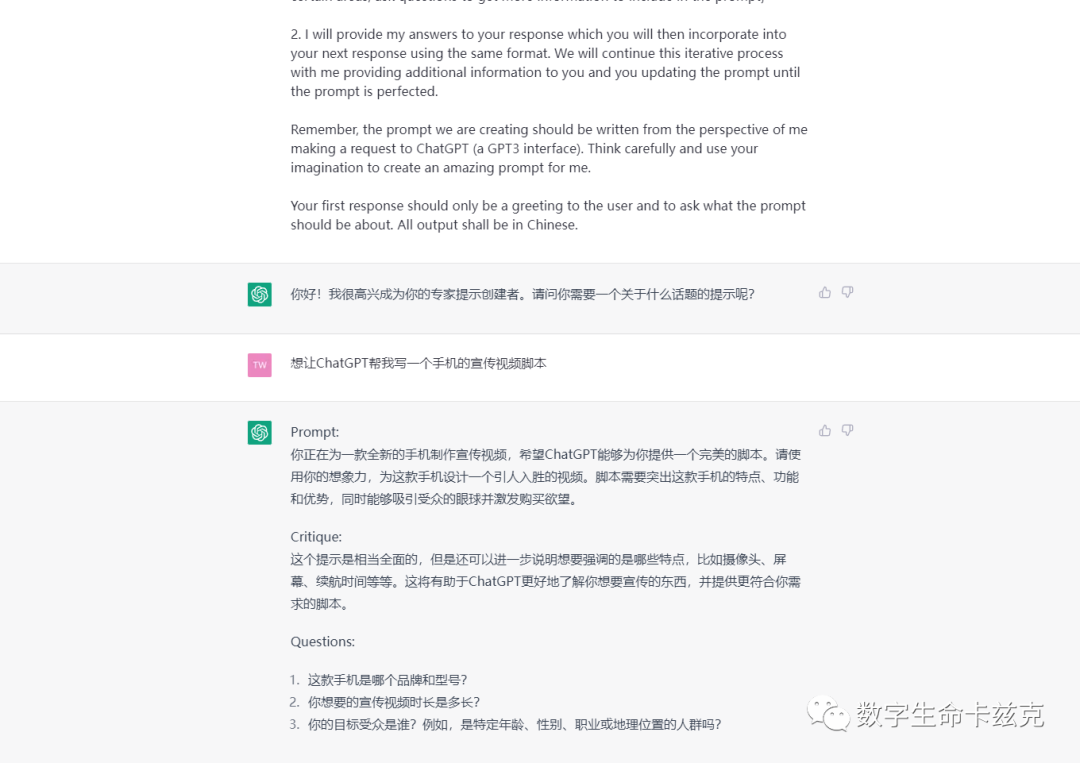 certain areas, ask questions to get more information to include in the prompt)
2. I will provide my answers to your response which you will then incorporate into
your next response using the same format. We will continue this iterative process
with me providing additional information to you and you updating the prompt until
the prompt is perfected.
Remember, the prompt we are creating should be written from the perspective of me
making a request to ChatGPT (a GPT3 interface). Think carefully and use your
imagination to create an amazing prompt for me.
Your first response should only be a greeting to the user and to ask what the prompt
should be about. All output shall be in Chinese.
你好！我很高兴成为你的专家提示创建者。请问你需要一个关于什么话题的提示呢？
TW
想让ChatGPT帮我写一个手机的宣传视频脚本
Prompt:
你正在为一款全新的手机制作宣传视频，希望ChatGPT能够为你提供一个完美的脚本。请使
用你的想象力，为这款手机设计一个引人入胜的视频。脚本需要突出这款手机的特点、功能
和优势，同时能够吸引受众的眼球并激发购买欲望。
Critique:
这个提示是相当全面的，但是还可以进一步说明想要强调的是哪些特点，比如摄像头、屏
幕、续航时间等等。这将有助于ChatGPT更好地了解你想要宣传的东西，并提供更符合你需
求的脚本。
Questions:
1. 这款手机是哪个品牌和型号？
2. 你想要的宣传视频时长是多长？
3. 你的目标受众是谁？例如，是特定年龄、性别、职业或地理位置的人群吗？
数字生命卡兹克